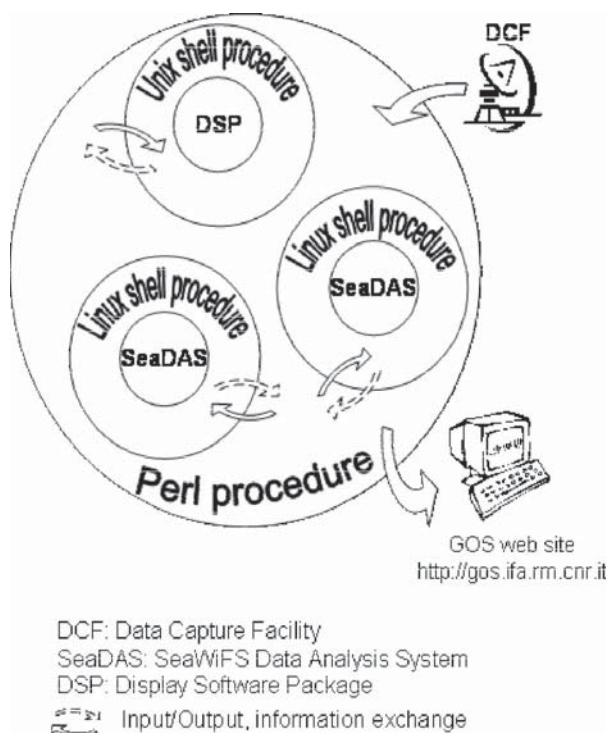 DCF
Unix shell procedure
DSP
Linux shell procedure
SeaDAS
Linux shell procedure
SeaDAS
Perl procedure
GOS web site
http://gos.ifa.rm.cnr.it
DCF: Data Capture Facility
SeaDAS: SeaWiFS Data Analysis System
DSP: Display Software Package
Input/Output, information exchange